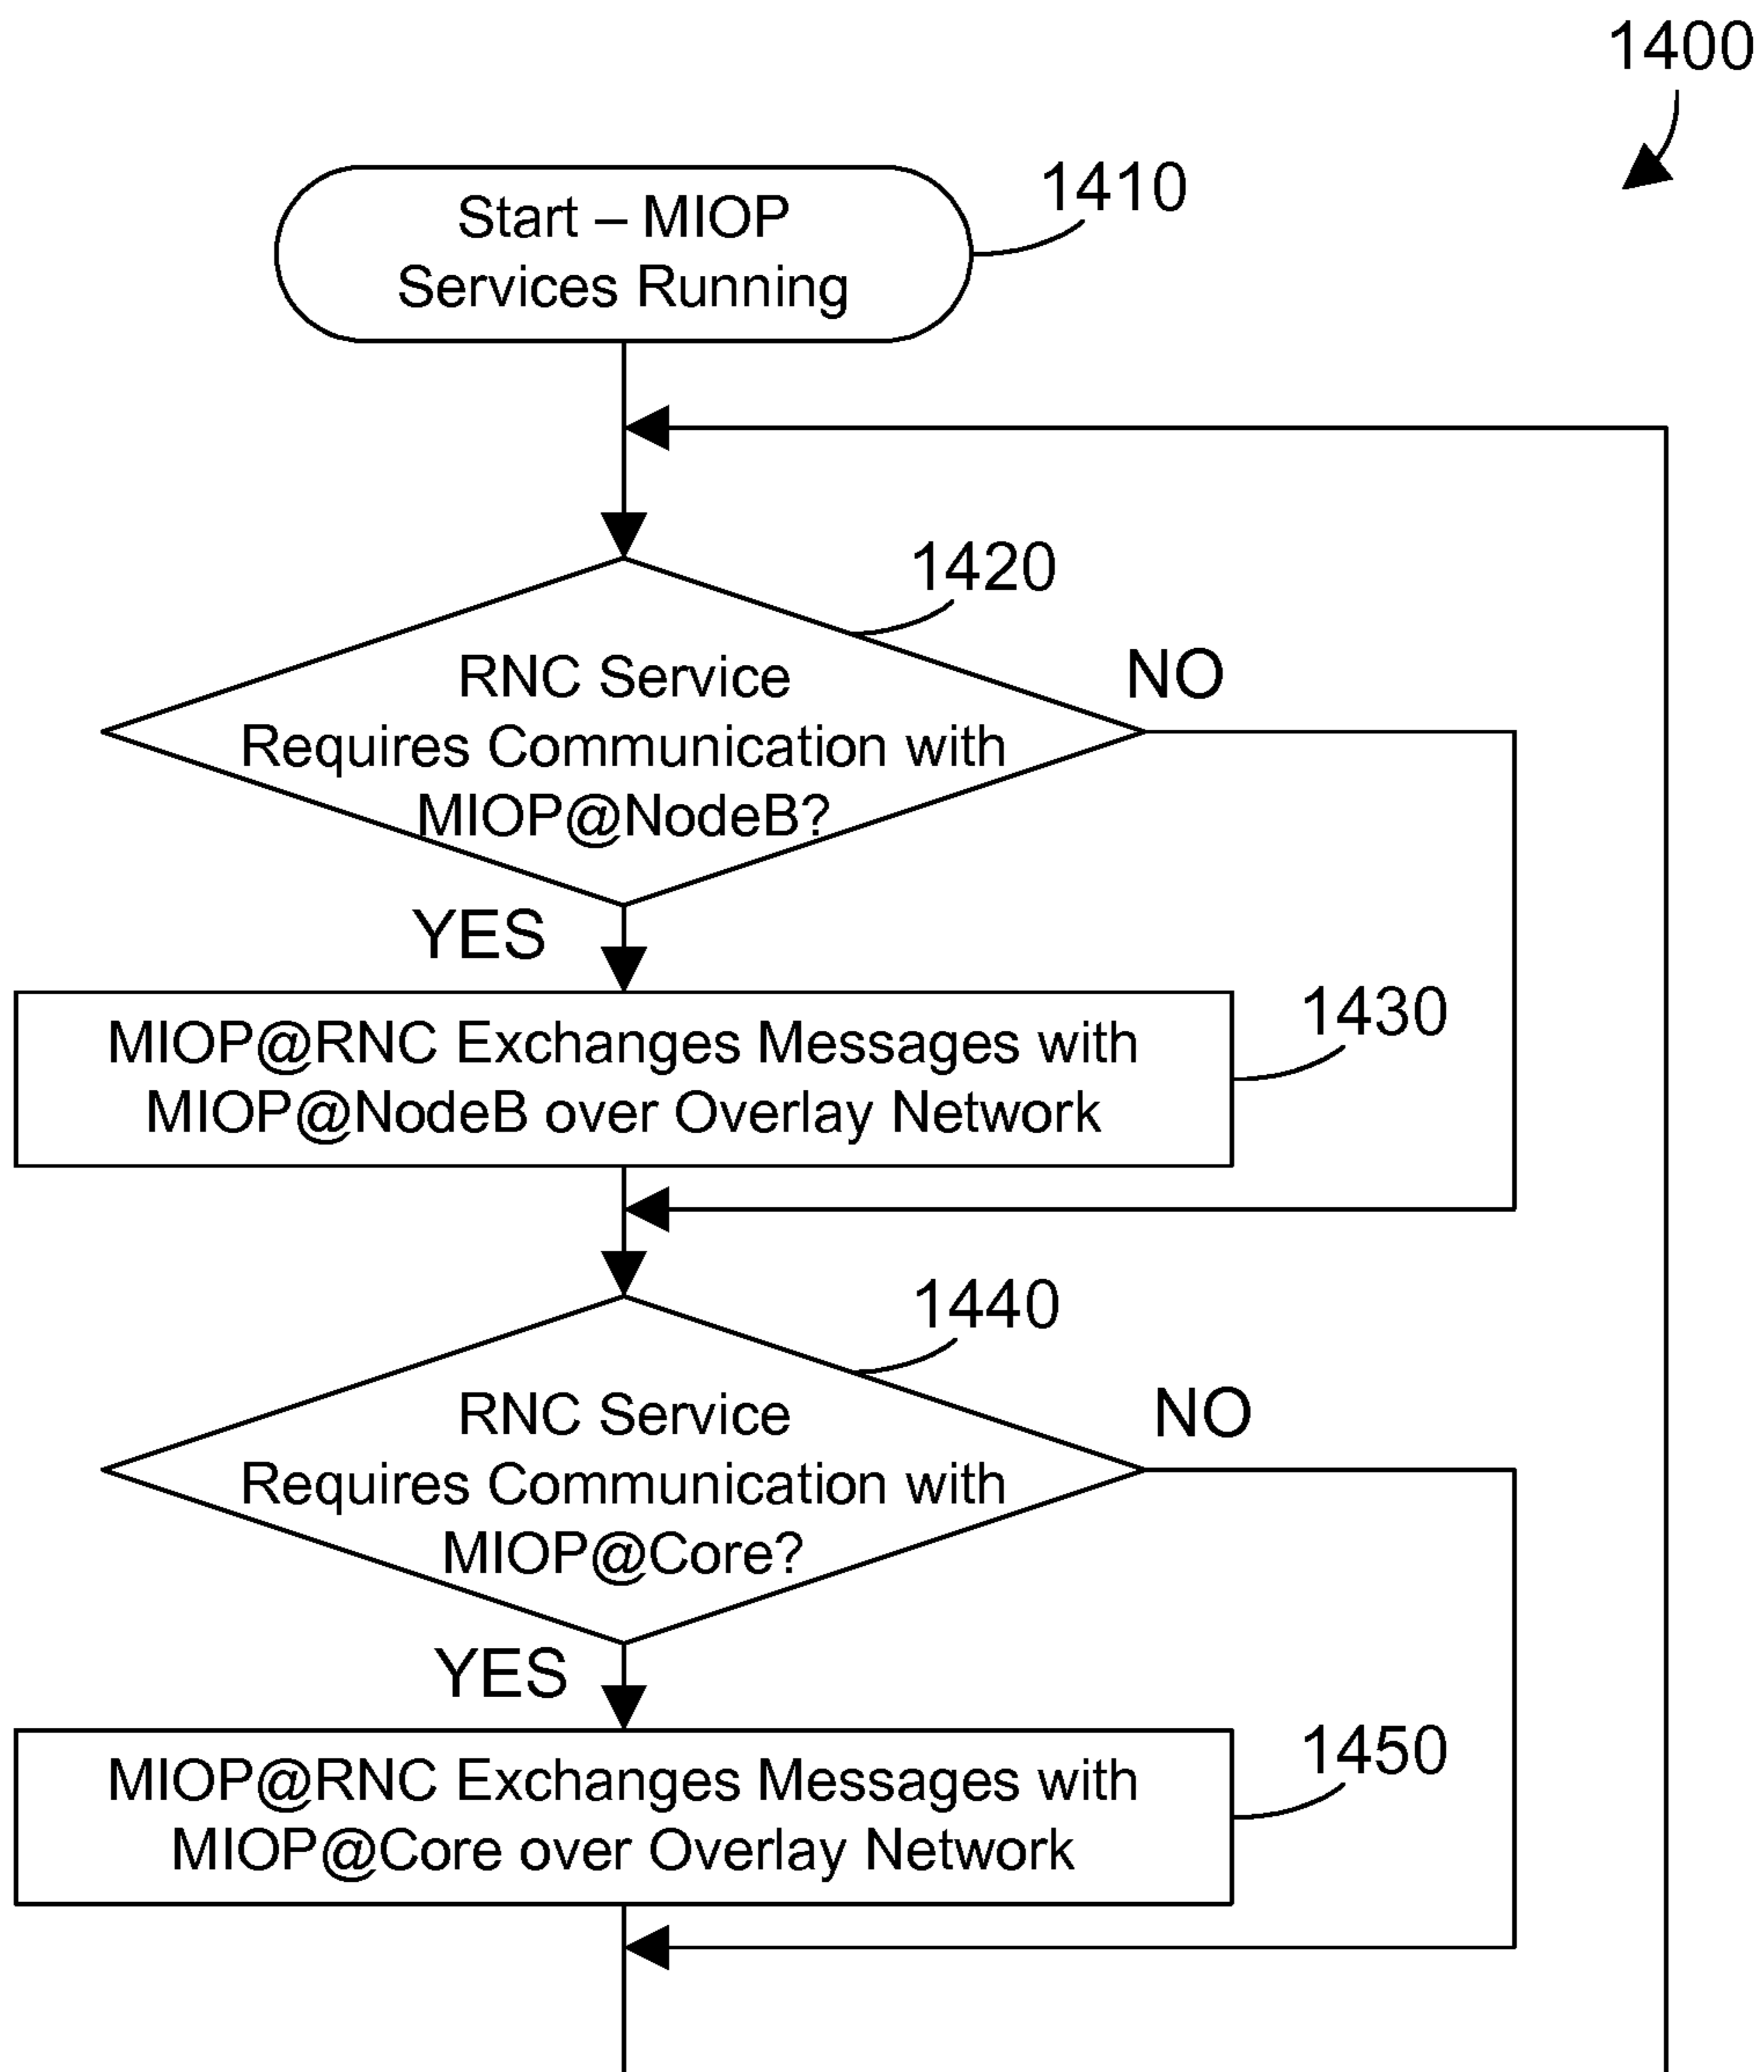 1400
Start – MIOP
Services Running
1410
1420
RNC Service
Requires Communication with
MIOP@NodeB?
NO
YES
MIOP@RNC Exchanges Messages with
MIOP@NodeB over Overlay Network
1430
1440
RNC Service
Requires Communication with
MIOP@Core?
NO
YES
MIOP@RNC Exchanges Messages with
MIOP@Core over Overlay Network
1450